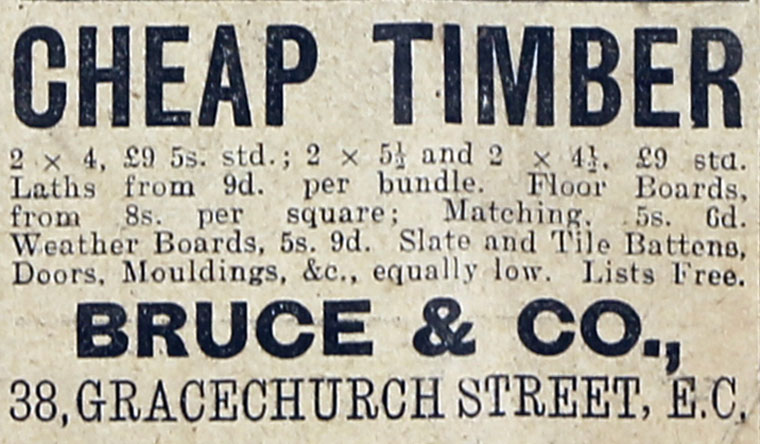 CHEAP TIMBER
2 × 4, £9 5s. std.; 2 × 5½ and 2 × 4½, £9 std.
Laths from 9d. per bundle. Floor Boards,
from 8s. per square; Matching, 5s. 6d.
Weather Boards, 5s. 9d. Slate and Tile Battens,
Doors, Mouldings, &c., equally low. Lists Free.
BRUCE & CO.,
38, GRACECHURCH STREET, E.C.